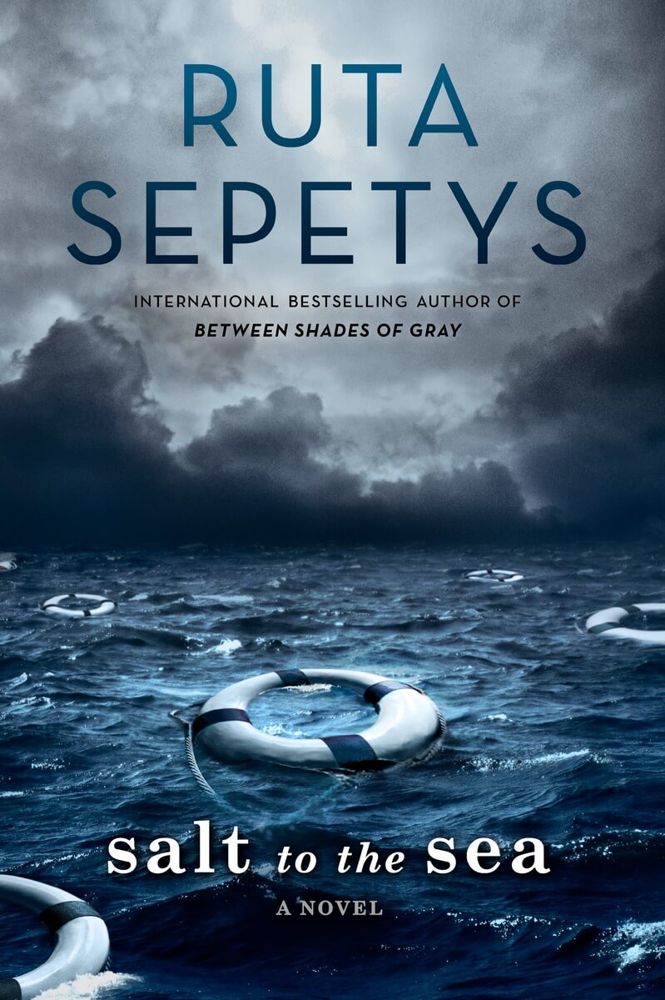 RUTA
SEPETYS
INTERNATIONAL BESTSELLING AUTHOR OF
BETWEEN SHADES OF GRAY
salt to the sea
A NOVEL